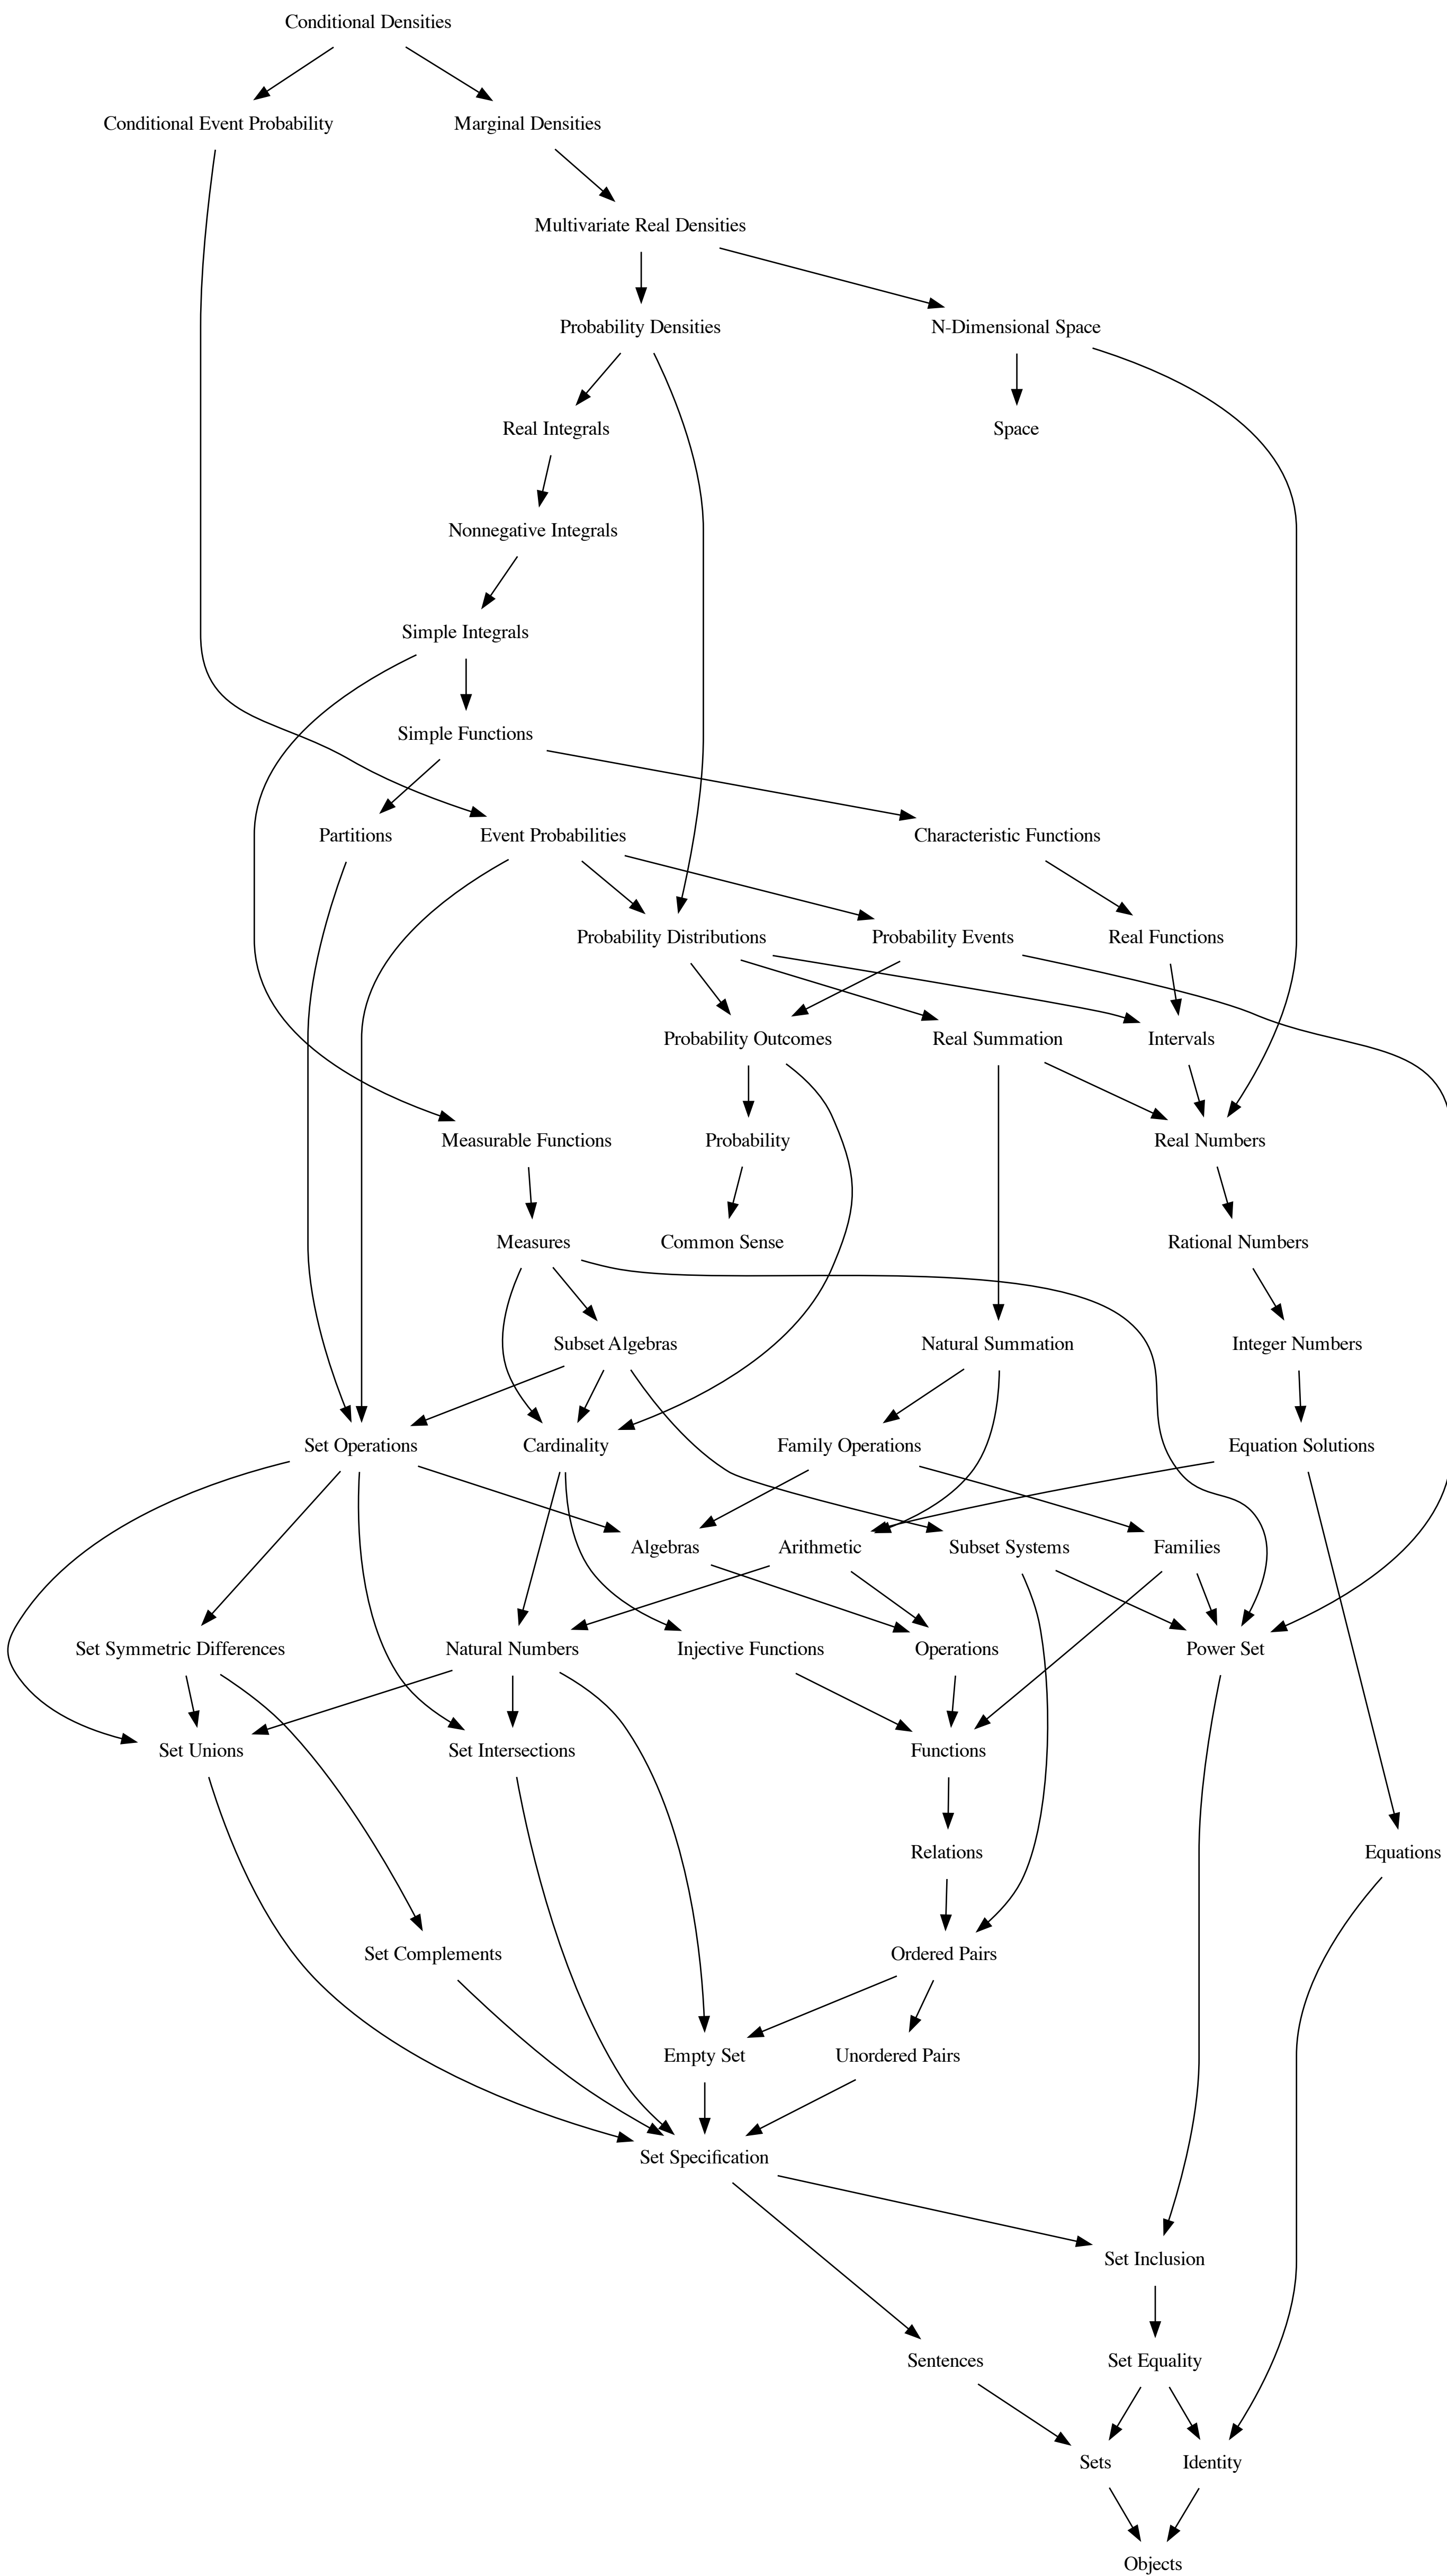 Conditional Densities
Conditional Event Probability
Marginal Densities
Multivariate Real Densities
Probability Densities
N-Dimensional Space
Real Integrals
Space
Nonnegative Integrals
Simple Integrals
Simple Functions
Partitions
Event Probabilities
Characteristic Functions
Probability Distributions
Probability Events
Real Functions
Probability Outcomes
Real Summation
Intervals
Measurable Functions
Probability
Real Numbers
Measures
Common Sense
Rational Numbers
Subset Algebras
Natural Summation
Integer Numbers
Set Operations
Cardinality
Family Operations
Equation Solutions
Algebras
Arithmetic
Subset Systems
Families
Set Symmetric Differences
Natural Numbers
Injective Functions
Operations
Power Set
Set Unions
Set Intersections
Functions
Relations
Equations
Set Complements
Ordered Pairs
Empty Set
Unordered Pairs
Set Specification
Set Inclusion
Sentences
Set Equality
Sets
Identity
Objects